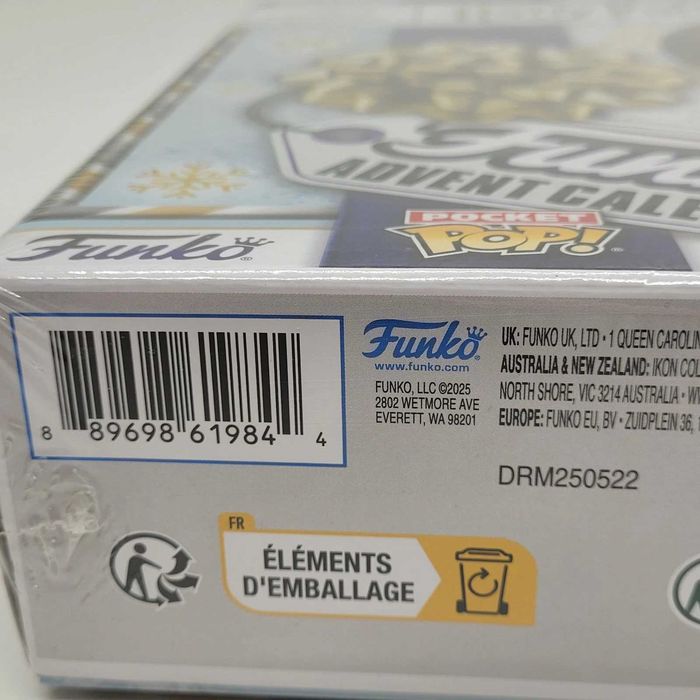 Fun
ADVENT CALE
POCKET
POP!
Funko
8 89698 61984 4
Funko
www.funko.com
FUNKO, LLC ©2025
2802 WETMORE AVE
EVERETT, WA 98201
UK: FUNKO UK, LTD • 1 QUEEN CAROLIN
AUSTRALIA & NEW ZEALAND: IKON COL
NORTH SHORE, VIC 3214 AUSTRALIA • W
EUROPE: FUNKO EU, BV • ZUIDPLEIN 36,
DRM250522
FR
ÉLÉMENTS
D'EMBALLAGE